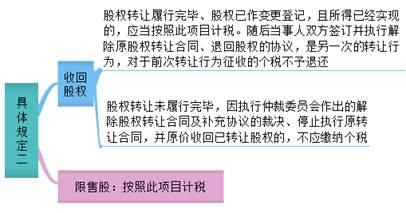 股权转让履行完毕、股权已作变更登记，且所得已经实现
的，应当按照此项目计税。随后当事人双方签订并执行解
除原股权转让合同、退回股权的协议，是另一次的转让行
为，对于前次转让行为征收的个税不予退还
收回
股权
股权转让未履行完毕，因执行仲裁委员会作出的解
除股权转让合同及补充协议的裁决、停止执行原转
让合同，并原价收回已转让股权的，不应缴纳个税
具体规定二
限售股：按照此项目计税